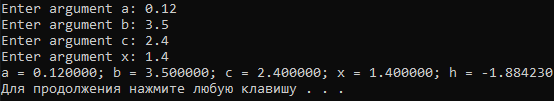 Enter argument a: 0.12
Enter argument b: 3.5
Enter argument c: 2.4
Enter argument x: 1.4
a = 0.120000; b = 3.500000; c = 2.400000; x = 1.400000; h = -1.884230
Для продолжения нажмите любую клавишу . . .